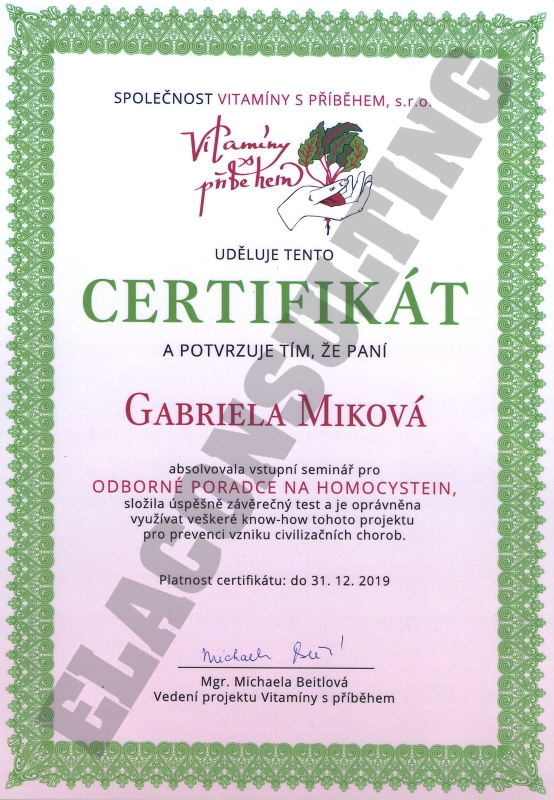 SPOLEČNOST VITAMÍNY S PŘÍBĚHEM, s.r.o.
Vitamíny
s
příběhem
UDĚLUJE TENTO
CERTIFIKÁT
A POTVRZUJE TÍM, ŽE PANÍ
GABRIELA MIKOVÁ
absolvovala vstupní seminář pro
ODBORNÉ PORADCE NA HOMOCYSTEIN,
složila úspěšně závěrečný test a je oprávněna
využívat veškeré know-how tohoto projektu
pro prevenci vzniku civilizačních chorob.
Platnost certifikátu: do 31. 12. 2019
Michaela
Mgr. Michaela Beitlová
Vedení projektu Vitamíny s příběhem
ELACONSULTING